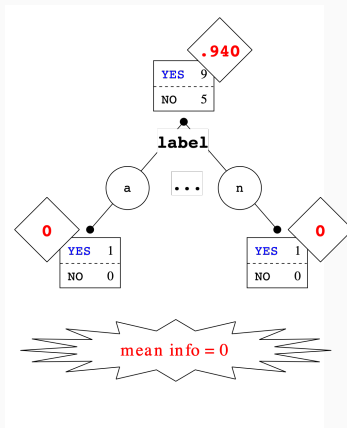 .940
YES 9
NO 5
label
a ... n
0 0
YES 1 YES 1
NO 0 NO 0
mean info = 0